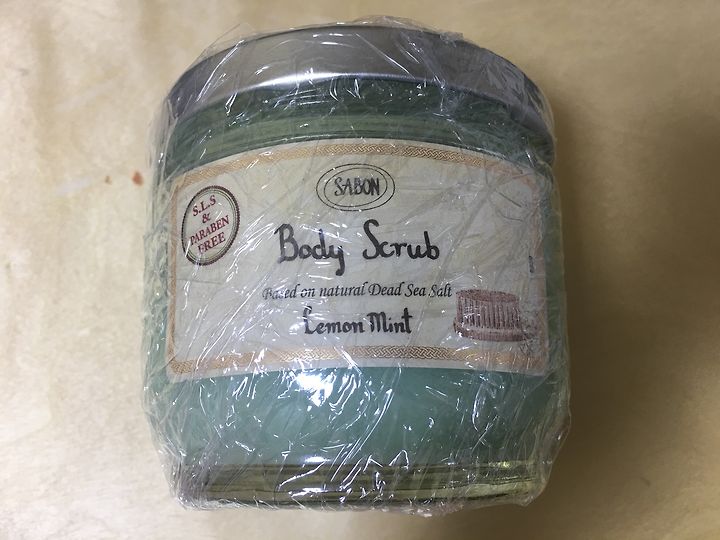 SABON
S.L.S
&
PARABEN
FREE
Body Scrub
Based on natural Dead Sea Salt
Lemon Mint